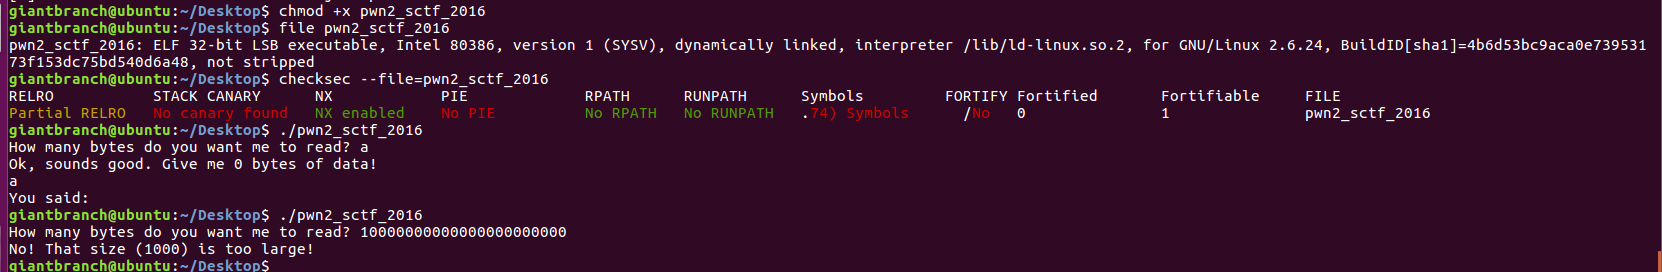 giantbranch@ubuntu:~/Desktop$ chmod +x pwn2_sctf_2016
giantbranch@ubuntu:~/Desktop$ file pwn2_sctf_2016
pwn2_sctf_2016: ELF 32-bit LSB executable, Intel 80386, version 1 (SYSV), dynamically linked, interpreter /lib/ld-linux.so.2, for GNU/Linux 2.6.24, BuildID[sha1]=4b6d53bc9aca0e739531
73f153dc75bd540d6a48, not stripped
giantbranch@ubuntu:~/Desktop$ checksec --file=pwn2_sctf_2016
RELRO STACK CANARY NX PIE RPATH RUNPATH Symbols FORTIFY Fortified Fortifiable FILE
Partial RELRO No canary found NX enabled No PIE No RPATH No RUNPATH .74) Symbols /No 0 1 pwn2_sctf_2016
giantbranch@ubuntu:~/Desktop$ ./pwn2_sctf_2016
How many bytes do you want me to read? a
Ok, sounds good. Give me 0 bytes of data!
a
You said:
giantbranch@ubuntu:~/Desktop$ ./pwn2_sctf_2016
How many bytes do you want me to read? 10000000000000000000000
No! That size (1000) is too large!
giantbranch@ubuntu:~/Desktop$